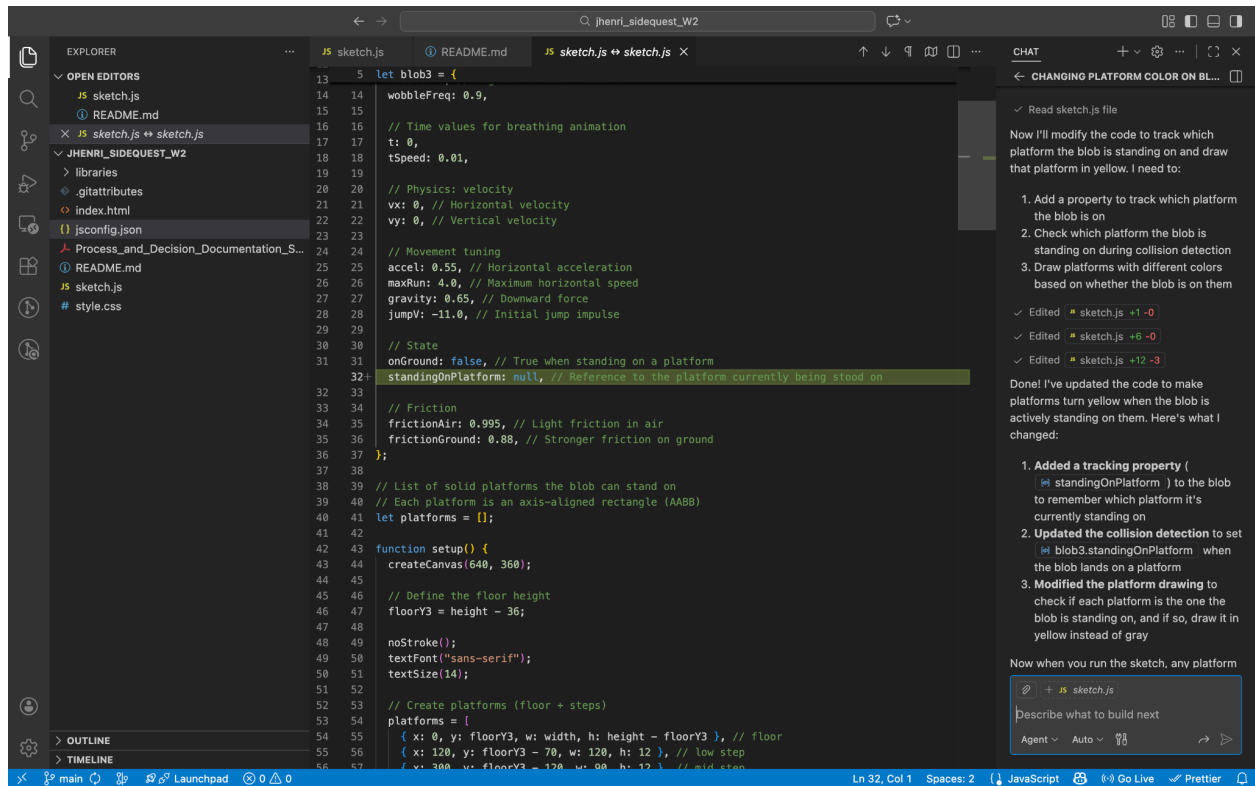 jhenri_sidequest_W2
EXPLORER
OPEN EDITORS
JS sketch.js
README.md
JS sketch.js ↔ sketch.js
JHENRI_SIDEQUEST_W2
libraries
.gitattributes
index.html
jsconfig.json
Process_and_Decision_Documentation_S...
README.md
JS sketch.js
# style.css
OUTLINE
TIMELINE
JS sketch.js README.md JS sketch.js ↔ sketch.js
13 5 let blob3 = {
14 14 wobbleFreq: 0.9,
15 15
16 16 // Time values for breathing animation
17 17 t: 0,
18 18 tSpeed: 0.01,
19 19
20 20 // Physics: velocity
21 21 vx: 0, // Horizontal velocity
22 22 vy: 0, // Vertical velocity
23 23
24 24 // Movement tuning
25 25 accel: 0.55, // Horizontal acceleration
26 26 maxRun: 4.0, // Maximum horizontal speed
27 27 gravity: 0.65, // Downward force
28 28 jumpV: -11.0, // Initial jump impulse
29 29
30 30 // State
31 31 onGround: false, // True when standing on a platform
32+ standingOnPlatform: null, // Reference to the platform currently being stood on
32 33
33 34 // Friction
34 35 frictionAir: 0.995, // Light friction in air
35 36 frictionGround: 0.88, // Stronger friction on ground
36 37 };
37 38
38 39 // List of solid platforms the blob can stand on
39 40 // Each platform is an axis-aligned rectangle (AABB)
40 41 let platforms = [];
41 42
42 43 function setup() {
43 44 createCanvas(640, 360);
44 45
45 46 // Define the floor height
46 47 floorY3 = height - 36;
47 48
48 49 noStroke();
49 50 textFont("sans-serif");
50 51 textSize(14);
51 52
52 53 // Create platforms (floor + steps)
53 54 platforms = [
54 55 { x: 0, y: floorY3, w: width, h: height - floorY3 }, // floor
55 56 { x: 120, y: floorY3 - 70, w: 120, h: 12 }, // low step
56 57 { x: 300, y: floorY3 - 120, w: 90, h: 12 }, // mid step
CHAT
CHANGING PLATFORM COLOR ON BL...
Read sketch.js file
Now I'll modify the code to track which
platform the blob is standing on and draw
that platform in yellow. I need to:
1. Add a property to track which platform
the blob is on
2. Check which platform the blob is
standing on during collision detection
3. Draw platforms with different colors
based on whether the blob is on them
Edited JS sketch.js +1 -0
Edited JS sketch.js +6 -0
Edited JS sketch.js +12 -3
Done! I've updated the code to make
platforms turn yellow when the blob is
actively standing on them. Here's what I
changed:
1. Added a tracking property (
standingOnPlatform ) to the blob
to remember which platform it's
currently standing on
2. Updated the collision detection to set
blob3.standingOnPlatform when
the blob lands on a platform
3. Modified the platform drawing to
check if each platform is the one the
blob is standing on, and if so, draw it in
yellow instead of gray
Now when you run the sketch, any platform
+ JS sketch.js
Describe what to build next
Agent Auto
main Launchpad 0 0 Ln 32, Col 1 Spaces: 2 {} JavaScript Go Live Prettier